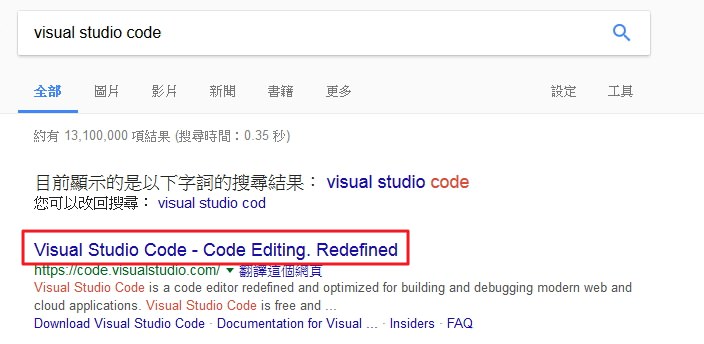 visual studio code
全部 圖片 影片 新聞 書籍 更多 設定 工具
約有 13,100,000 項結果 (搜尋時間：0.35 秒)
目前顯示的是以下字詞的搜尋結果： visual studio code
您可以改回搜尋： visual studio cod
Visual Studio Code - Code Editing. Redefined
https://code.visualstudio.com/ 翻譯這個網頁
Visual Studio Code is a code editor redefined and optimized for building and debugging modern web and
cloud applications. Visual Studio Code is free and ...
Download Visual Studio Code · Documentation for Visual ... · Insiders · FAQ